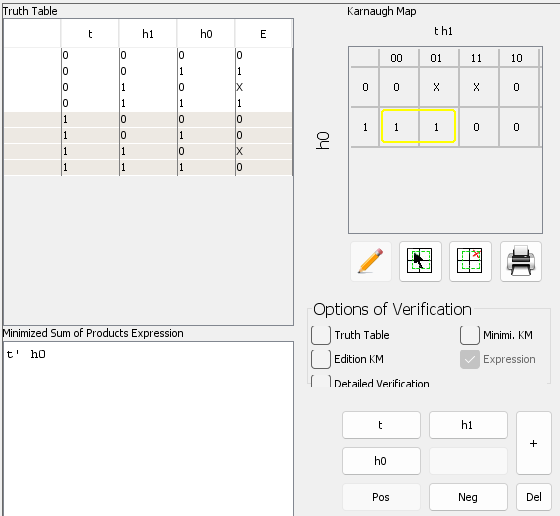 Truth Table
t h1 h0 E
0 0 0 0
0 0 1 1
0 1 0 X
0 1 1 1
1 0 0 0
1 0 1 0
1 1 0 X
1 1 1 0
Minimized Sum of Products Expression
t' h0
Karnaugh Map
t h1
00 01 11 10
0 0 X X 0
h0
1 1 1 0 0
Options of Verification
Truth Table Minimi. KM
Edition KM Expression
Detailed Verification
t h1
+
h0
Pos Neg Del